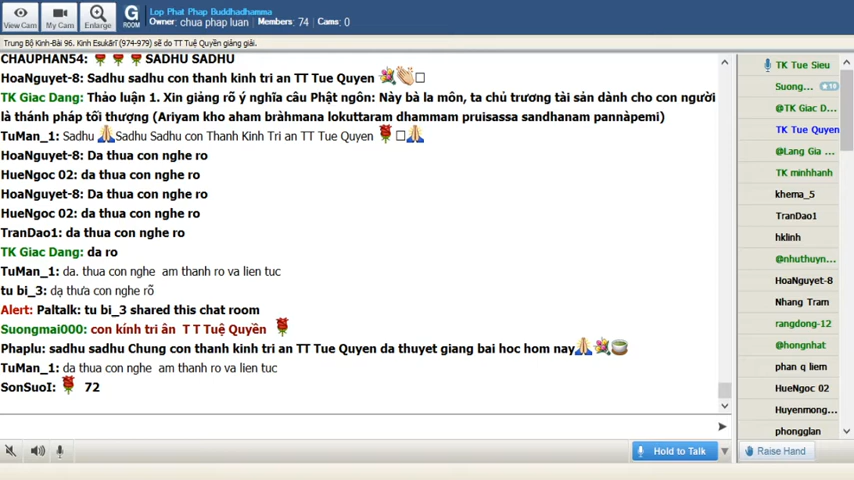 Lop Phat Phap Buddhadhamma
Owner: chua phap luan Members: 74 Cams: 0
View Cam
My Cam
Enlarge
G
ROOM
Trung Bộ Kinh-Bài 96. Kinh Esukārī (974-979) sẽ do TT Tuệ Quyền giảng giải.
CHAUPHAN54: SADHU SADHU
HoaNguyet-8: Sadhu sadhu con thanh kinh tri an TT Tue Quyen
TK Giac Dang: Thảo luận 1. Xin giảng rõ ý nghĩa câu Phật ngôn: Này bà la môn, ta chủ trương tài sản dành cho con người
là thánh pháp tối thượng (Ariyam kho aham bràhmana lokuttaram dhammam pruisassa sandhanam pannàpemi)
TuMan_1: Sadhu Sadhu Sadhu con Thanh Kinh Tri an TT Tue Quyen
HoaNguyet-8: Da thua con nghe ro
HueNgoc 02: da thua con nghe ro
HoaNguyet-8: Da thua con nghe ro
HueNgoc 02: da thua con nghe ro
TranDao1: da thua con nghe ro
TK Giac Dang: da ro
TuMan_1: da. thua con nghe am thanh ro va lien tuc
tu bi_3: dạ thưa con nghe rõ
Alert: Paltalk: tu bi_3 shared this chat room
Suongmai000: con kính tri ân T T Tuệ Quyền
Phaplu: sadhu sadhu Chung con thanh kinh tri an TT Tue Quyen da thuyet giang bai hoc hom nay
TuMan_1: da thua con nghe am thanh ro va lien tuc
SonSuoI: 72
Hold to Talk
TK Tue Sieu
Suong...
@TK Giac D...
TK Tue Quyen
@Lang Gia ...
TK minhhanh
khema_5
TranDao1
hklinh
@nhuthuyn...
HoaNguyet-8
Nhang Tram
rangdong-12
@hongnhat
phan q liem
HueNgoc 02
Huyenmong...
phongglan
Raise Hand